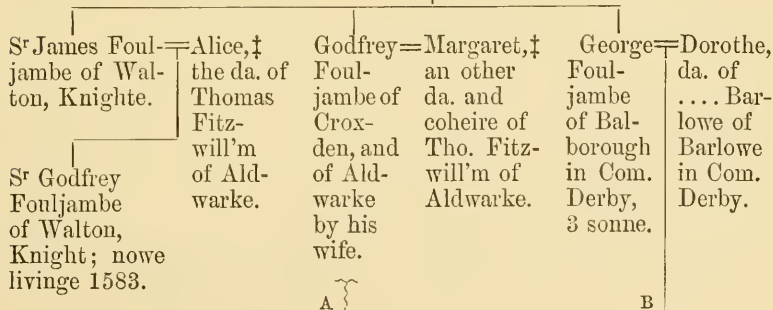 Sʳ James Foul-
jambe of Wal-
ton, Knighte.
Alice,‡
the da. of
Thomas
Fitz-
will'm
of Ald-
warke.
Sʳ Godfrey
Fouljambe
of Walton,
Knight; nowe
livinge 1583.
Godfrey
Foul-
jambe of
Crox-
den, and
of Ald-
warke
by his
wife.
Margaret,‡
an other
da. and
coheire of
Tho. Fitz-
will'm of
Aldwarke.
George
Foul-
jambe
of Bal-
borough
in Com.
Derby,
3 sonne.
Dorothe,
da. of
.... Bar-
lowe of
Barlowe
in Com.
Derby.
A
B